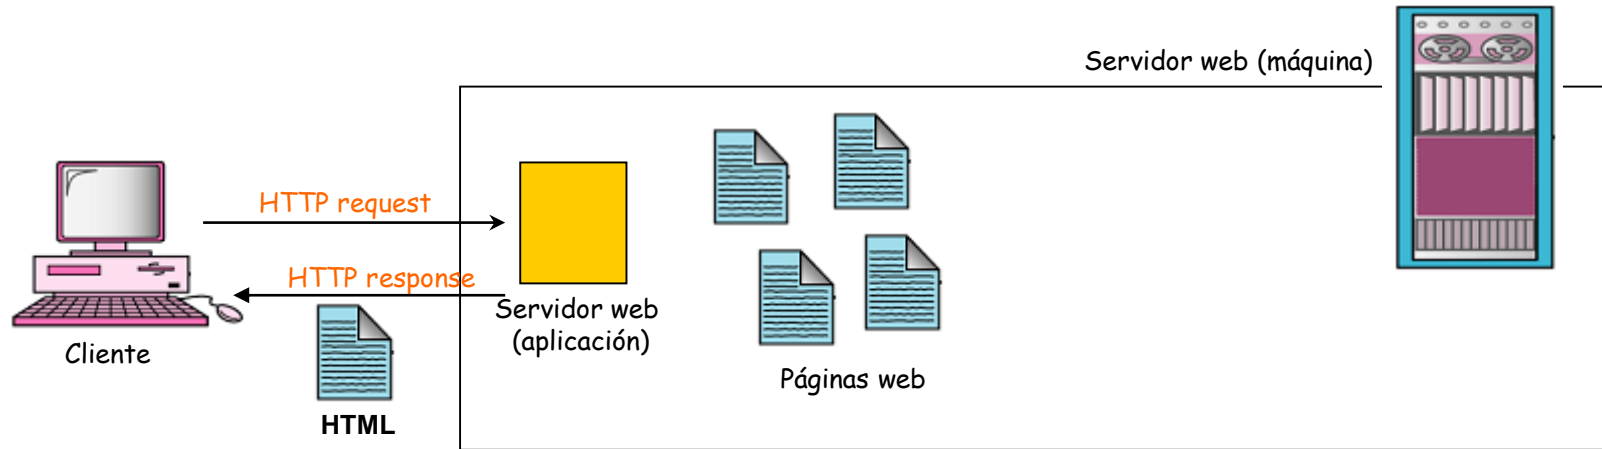 Servidor web (máquina)
HTTP request
HTTP response
Servidor web
(aplicación)
Cliente
Páginas web
HTML